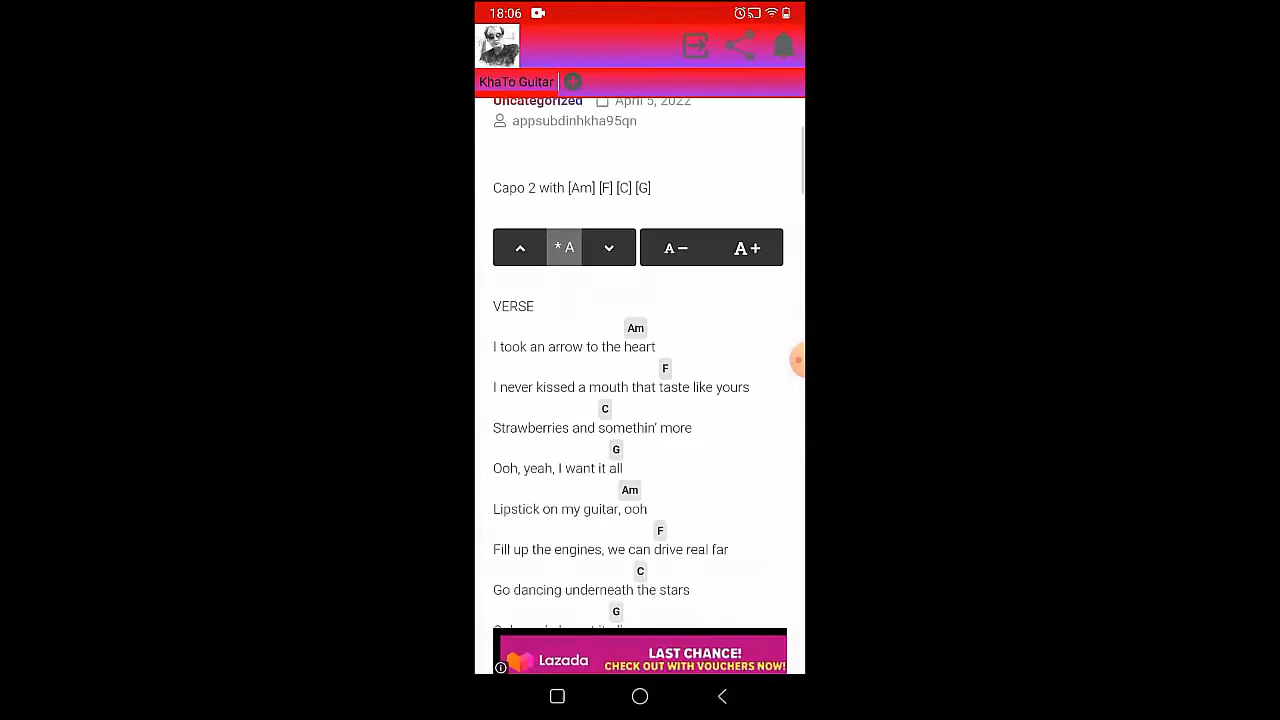 18:06
KhaTo Guitar
Uncategorized April 5, 2022
appsubdinhkha95qn
Capo 2 with [Am] [F] [C] [G]
* A A− A+
VERSE
Am
I took an arrow to the heart
F
I never kissed a mouth that taste like yours
C
Strawberries and somethin' more
G
Ooh, yeah, I want it all
Am
Lipstick on my guitar, ooh
F
Fill up the engines, we can drive real far
C
Go dancing underneath the stars
G
Lazada
LAST CHANCE!
CHECK OUT WITH VOUCHERS NOW!